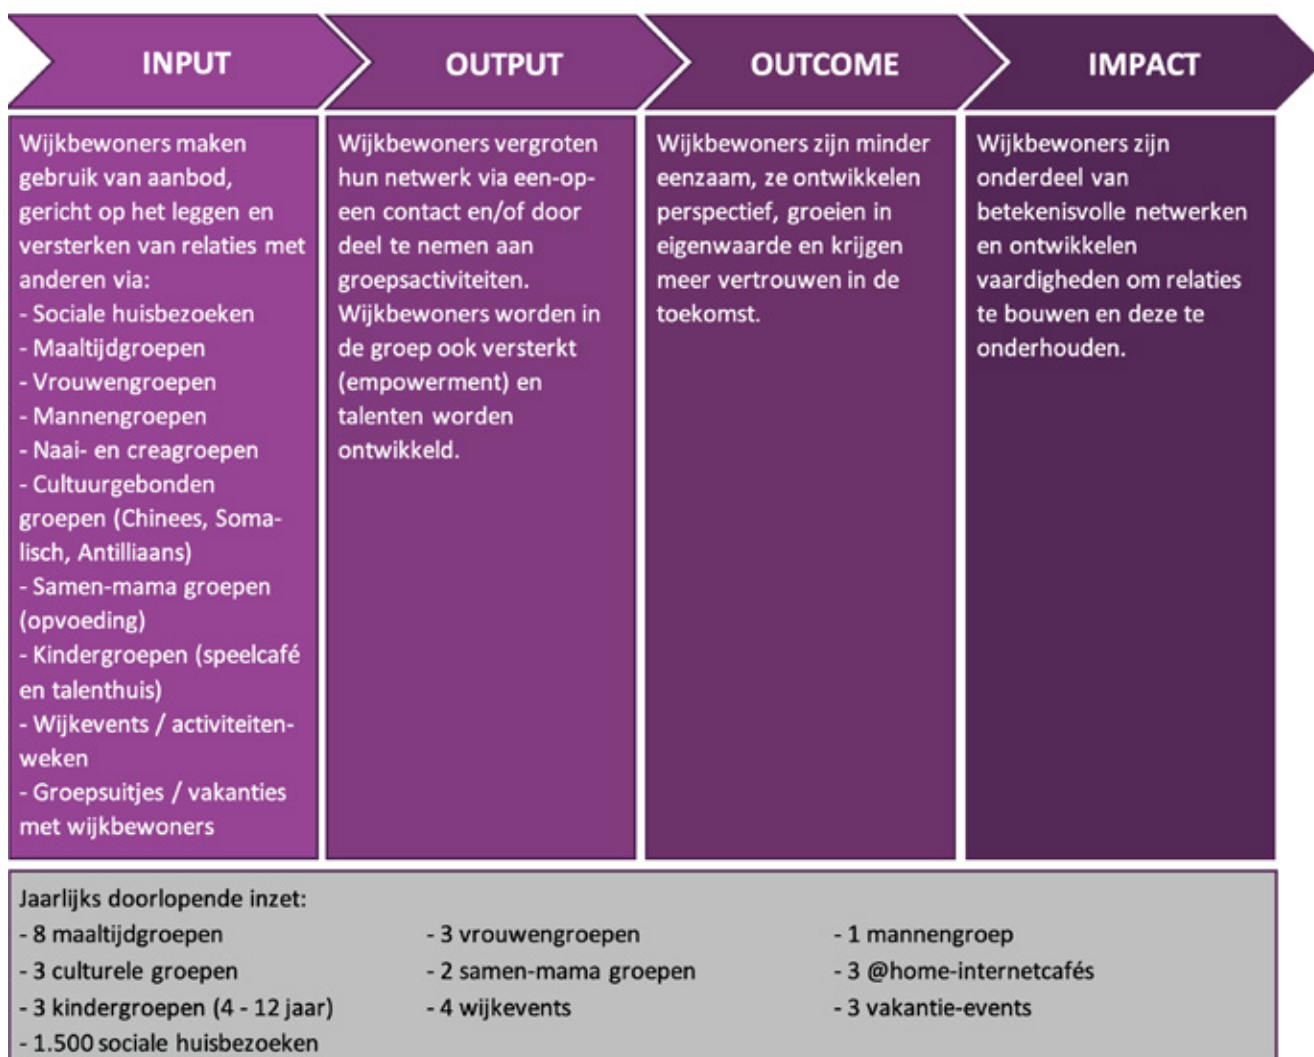 INPUT
OUTPUT
OUTCOME
IMPACT
Wijkbewoners maken
gebruik van aanbod,
gericht op het leggen en
versterken van relaties met
anderen via:
- Sociale huisbezoeken
- Maaltijdgroepen
- Vrouwengroepen
- Mannengroepen
- Naai- en creagroepen
- Cultuurgebonden
groepen (Chinees, Soma-
lisch, Antilliaans)
- Samen-mama groepen
(opvoeding)
- Kindergroepen (speelcafé
en talenthuis)
- Wijkevents / activiteiten-
weken
- Groepsuitjes / vakanties
met wijkbewoners
Wijkbewoners vergroten
hun netwerk via een-op-
een contact en/of door
deel te nemen aan
groepsactiviteiten.
Wijkbewoners worden in
de groep ook versterkt
(empowerment) en
talenten worden
ontwikkeld.
Wijkbewoners zijn minder
eenzaam, ze ontwikkelen
perspectief, groeien in
eigenwaarde en krijgen
meer vertrouwen in de
toekomst.
Wijkbewoners zijn
onderdeel van
betekenisvolle netwerken
en ontwikkelen
vaardigheden om relaties
te bouwen en deze te
onderhouden.
Jaarlijks doorlopende inzet:
- 8 maaltijdgroepen
- 3 culturele groepen
- 3 kindergroepen (4 - 12 jaar)
- 1.500 sociale huisbezoeken
- 3 vrouwengroepen
- 2 samen-mama groepen
- 4 wijkevents
- 1 mannengroep
- 3 @home-internetcafés
- 3 vakantie-events